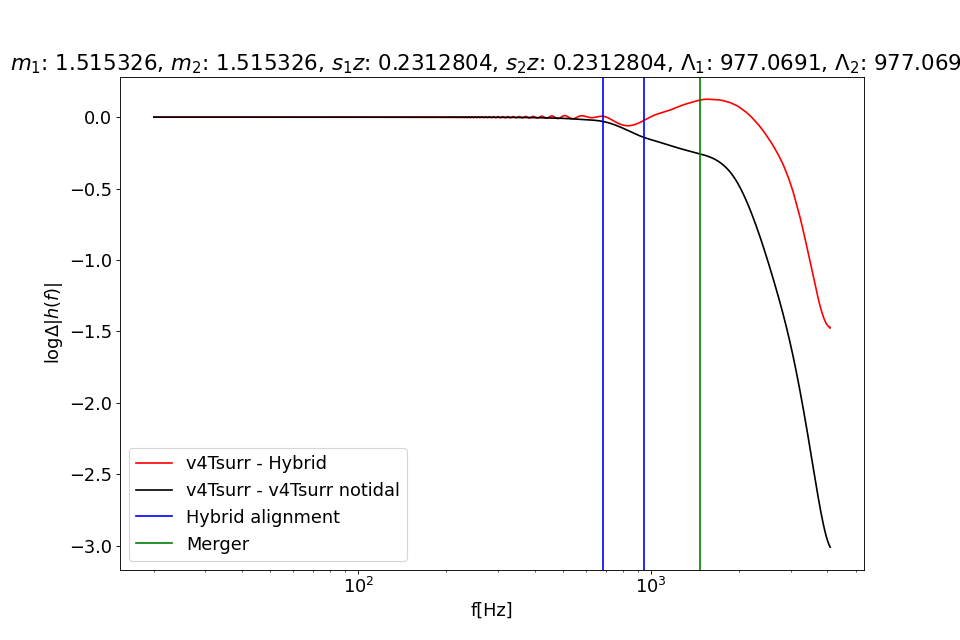 m₁: 1.515326, m₂: 1.515326, s₁z: 0.2312804, s₂z: 0.2312804, Λ₁: 977.0691, Λ₂: 977.069
0.0
−0.5
−1.0
−1.5
−2.0
−2.5
−3.0
logΔ|h(f)|
v4Tsurr - Hybrid
v4Tsurr - v4Tsurr notidal
Hybrid alignment
Merger
10² 10³
f[Hz]